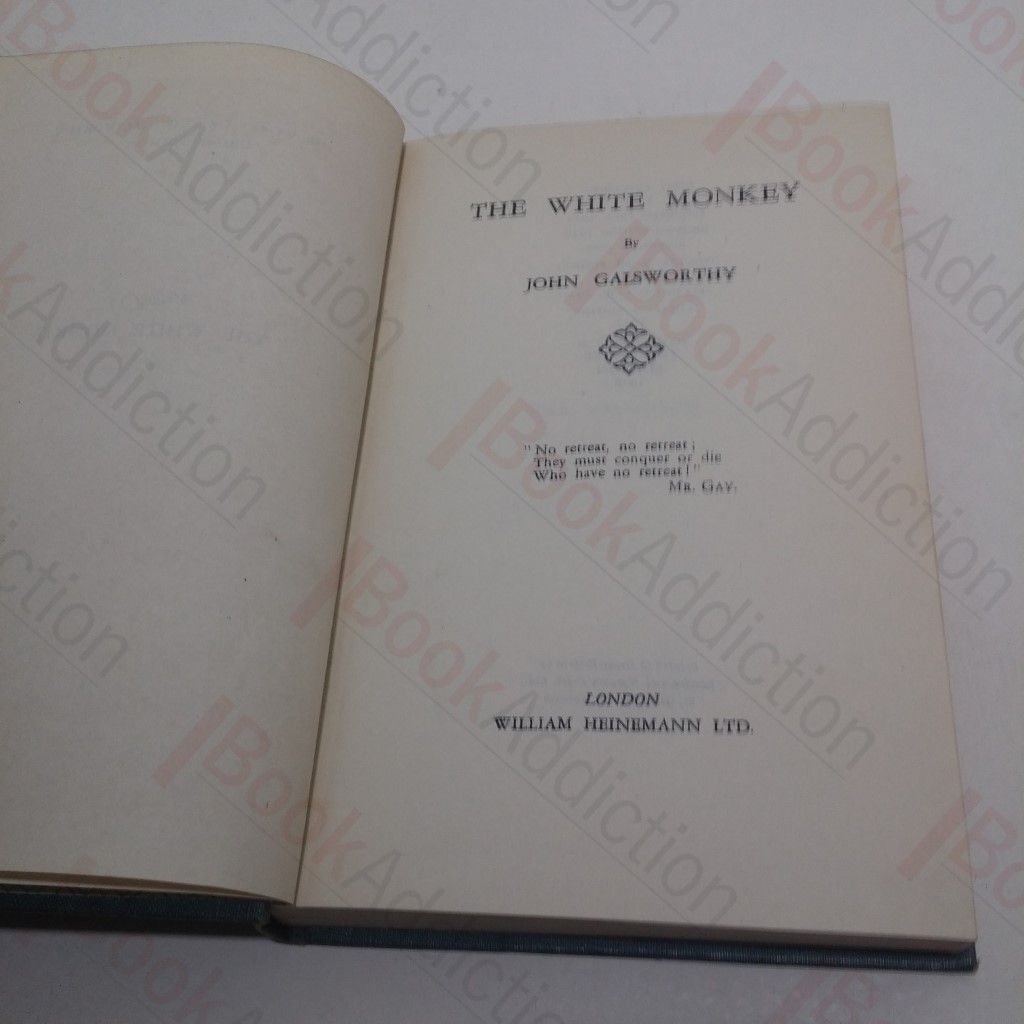 THE WHITE MONKEY
By
JOHN GALSWORTHY
"No retreat, no retreat;
They must conquer or die
Who have no retreat!"
Mr. Gay.
LONDON
WILLIAM HEINEMANN LTD.
BookAddiction